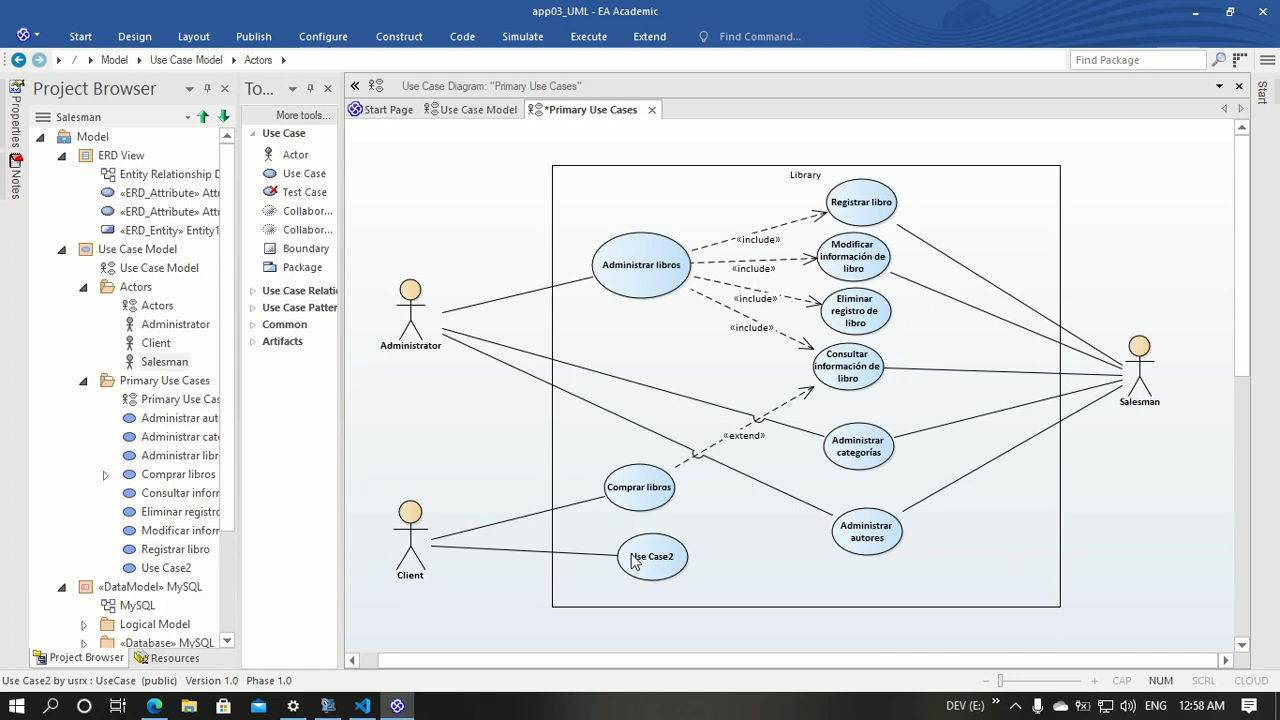 app03_UML - EA Academic
Start Design Layout Publish Configure Construct Code Simulate Execute Extend Find Command...
/ Model Use Case Model Actors Find Package
Project Browser
To...
Use Case Diagram: "Primary Use Cases"
Start Page Use Case Model *Primary Use Cases
Properties
Notes
Start
Salesman
Model
ERD View
Entity Relationship D
«ERD_Attribute» Attr
«ERD_Attribute» Attr
«ERD_Entity» Entity1
Use Case Model
Use Case Model
Actors
Actors
Administrator
Client
Salesman
Primary Use Cases
Primary Use Cas
Administrar aut
Administrar cate
Administrar libr
Comprar libros
Consultar inforr
Eliminar registro
Modificar inforr
Registrar libro
Use Case2
«DataModel» MySQL
MySQL
Logical Model
«Database» MySQL
Project Browser Resources
More tools...
Use Case
Actor
Use Case
Test Case
Collabor...
Collabor...
Boundary
Package
Use Case Relati
Use Case Patter
Common
Artifacts
Library
Registrar libro
«include»
Administrar libros
Modificar
información de
libro
«include»
«include»
Eliminar
registro de
libro
«include»
Consultar
información de
libro
Administrator
Salesman
«extend»
Administrar
categorías
Comprar libros
Administrar
autores
Use Case2
Client
Use Case2 by usrx : UseCase (public) Version 1.0 Phase 1.0
CAP NUM SCRL CLOUD
DEV (E:) ENG 12:58 AM